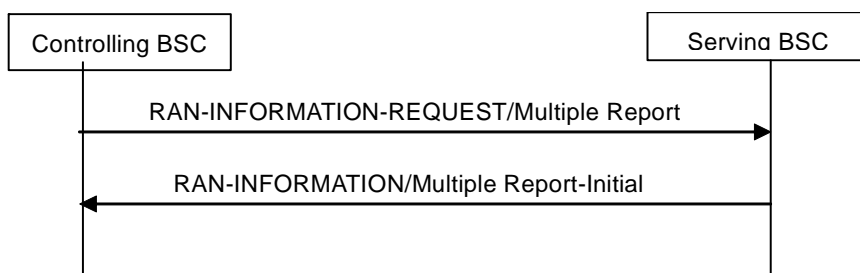 Controlling BSC
Serving BSC
RAN-INFORMATION-REQUEST/Multiple Report
RAN-INFORMATION/Multiple Report-Initial